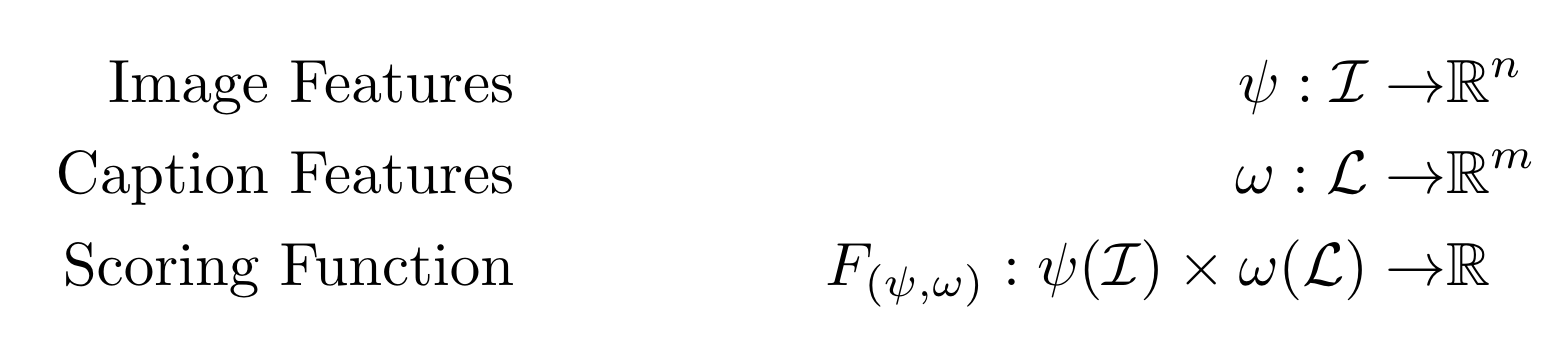 Image Features ψ : ℐ → ℝⁿ
Caption Features ω : ℒ → ℝᵐ
Scoring Function F₍ψ,ω₎ : ψ(ℐ) × ω(ℒ) → ℝ